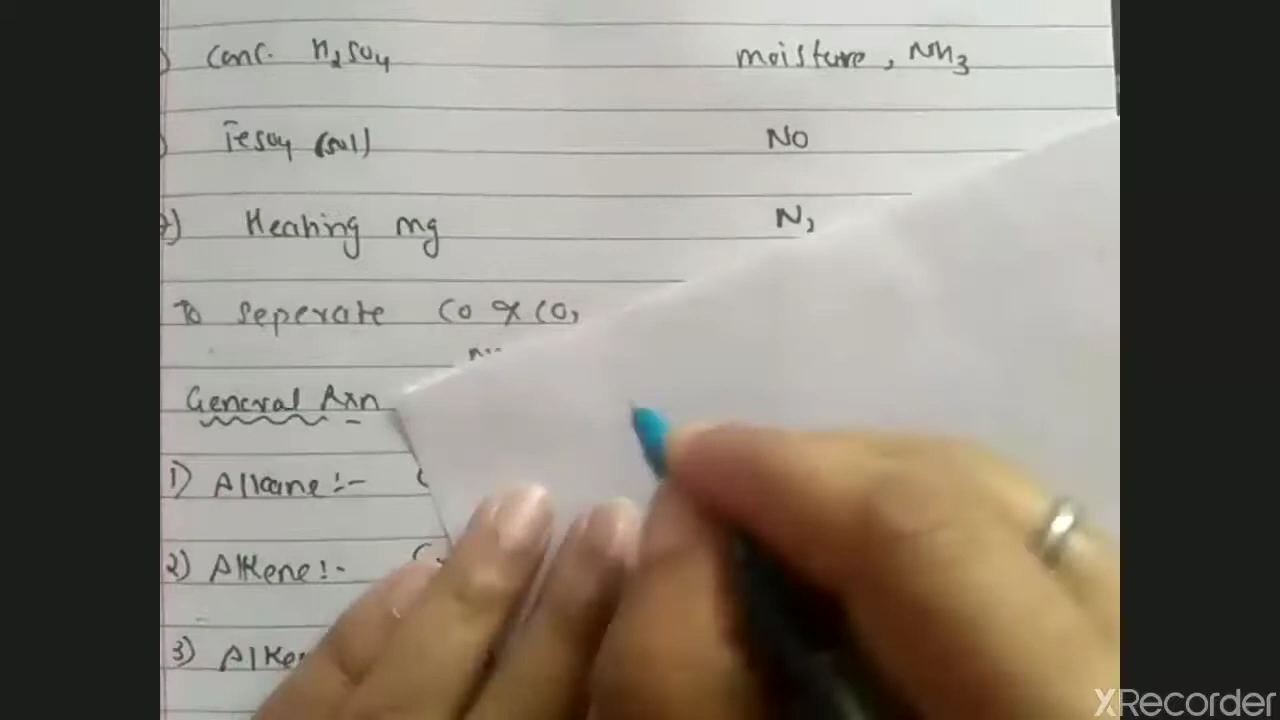 ) Conc. H2SO4 moisture, NH3
) FeSO4 (sol) NO
7) Heating mg N2
To seperate CO & CO2
General Rxn
1) Alkane:-
2) Alkene:-
3)
XRecorder